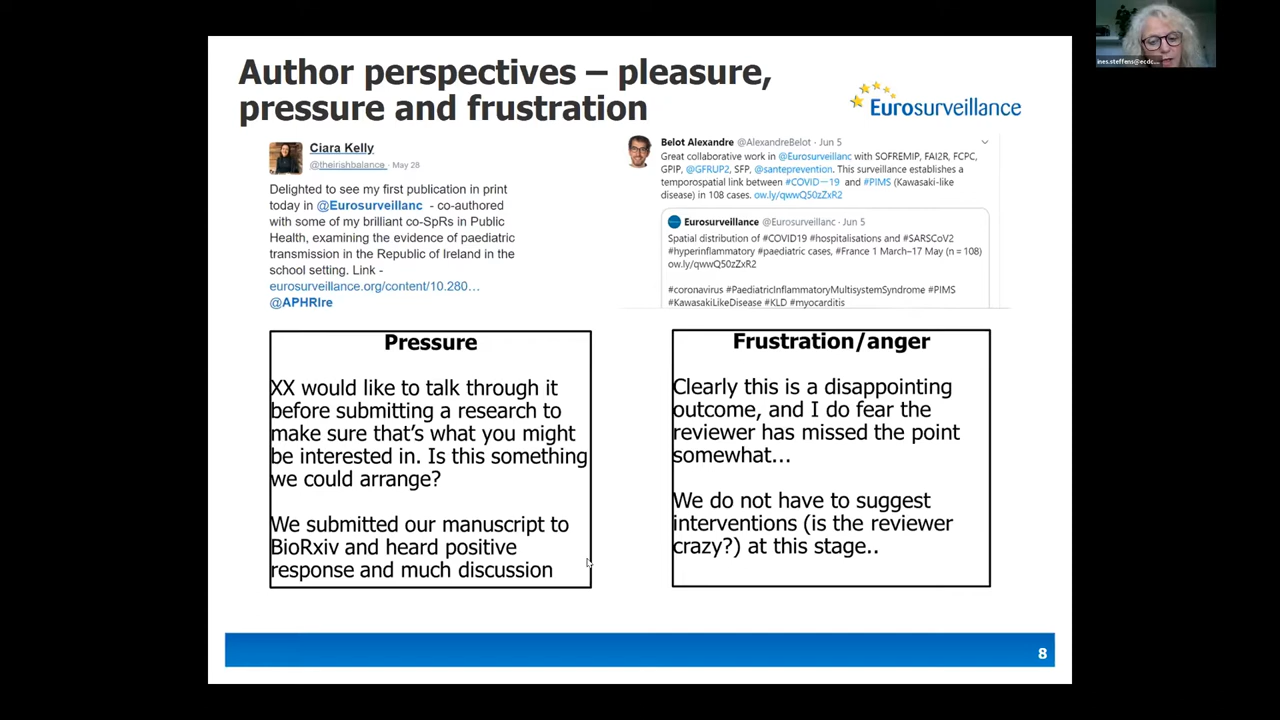 Author perspectives – pleasure,
pressure and frustration
Eurosurveillance
ines.steffens@ecdc....
Ciara Kelly
@theirishbalance · May 28
Delighted to see my first publication in print
today in @Eurosurveillanc - co-authored
with some of my brilliant co-SpRs in Public
Health, examining the evidence of paediatric
transmission in the Republic of Ireland in the
school setting. Link -
eurosurveillance.org/content/10.280…
@APHRIre
Belot Alexandre @AlexandreBelot · Jun 5
Great collaborative work in @Eurosurveillanc with SOFREMIP, FAI2R, FCPC,
GPIP, @GFRUP2, SFP, @santeprevention. This surveillance establishes a
temporospatial link between #COVID—19 and #PIMS (Kawasaki-like
disease) in 108 cases. ow.ly/qwwQ50zZxR2
Eurosurveillance @Eurosurveillanc · Jun 5
Spatial distribution of #COVID19 #hospitalisations and #SARSCoV2
#hyperinflammatory #paediatric cases, #France 1 March–17 May (n = 108)
ow.ly/qwwQ50zZxR2
#coronavirus #PaediatricInflammatoryMultisystemSyndrome #PIMS
#KawasakiLikeDisease #KLD #myocarditis
Pressure
XX would like to talk through it
before submitting a research to
make sure that's what you might
be interested in. Is this something
we could arrange?
We submitted our manuscript to
BioRxiv and heard positive
response and much discussion
Frustration/anger
Clearly this is a disappointing
outcome, and I do fear the
reviewer has missed the point
somewhat...
We do not have to suggest
interventions (is the reviewer
crazy?) at this stage..
8